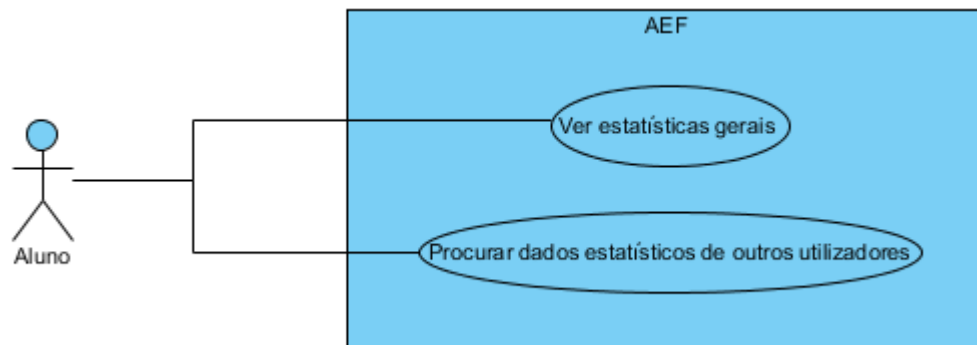 AEF
Ver estatísticas gerais
Aluno
Procurar dados estatísticos de outros utilizadores